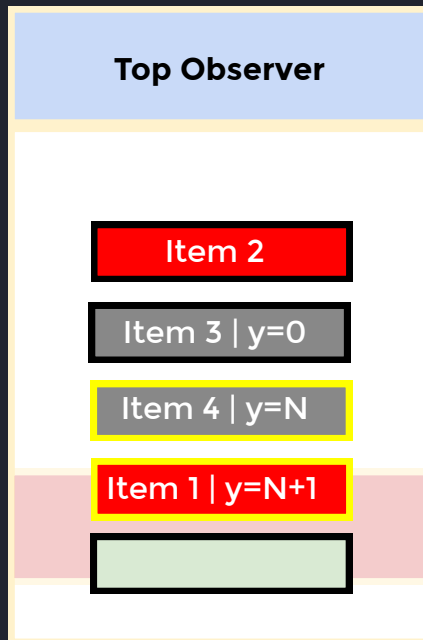 Top Observer
Item 2
Item 3 | y=0
Item 4 | y=N
Item 1 | y=N+1